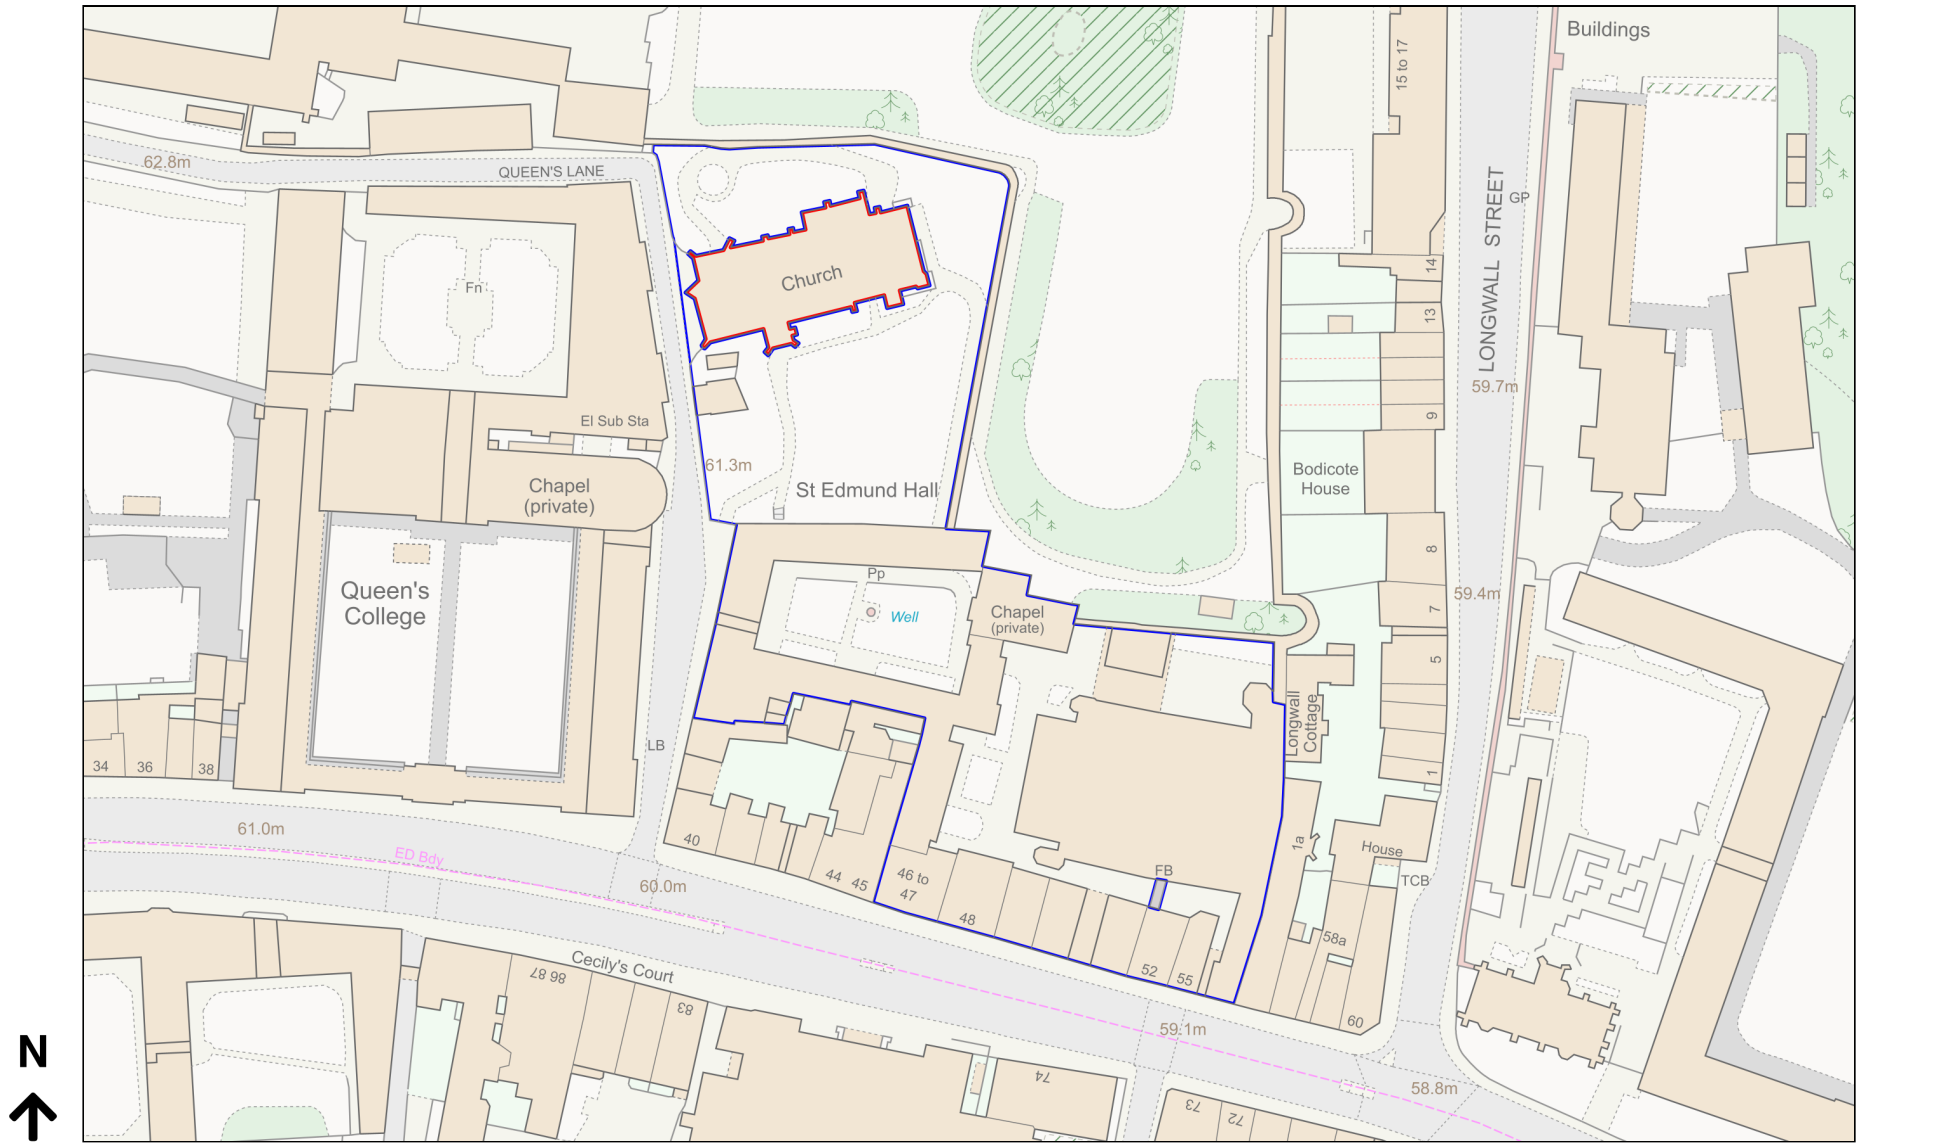 Buildings
15 to 17
62.8m
QUEEN'S LANE
LONGWALL STREET
GP
Church
14
Fn
13
59.7m
9
El Sub Sta
61.3m
Bodicote
House
Chapel
(private)
St Edmund Hall
8
Pp
Queen's
College
Well
Chapel
(private)
59.4m
7
5
Longwall
Cottage
LB
34
36
38
1
61.0m
40
1a
House
ED Bdy
60.0m
44
45
46 to
47
48
FB
TCB
58a
Cecily's Court
86 87
83
52
55
60
N
59.1m
74
58.8m
73
72